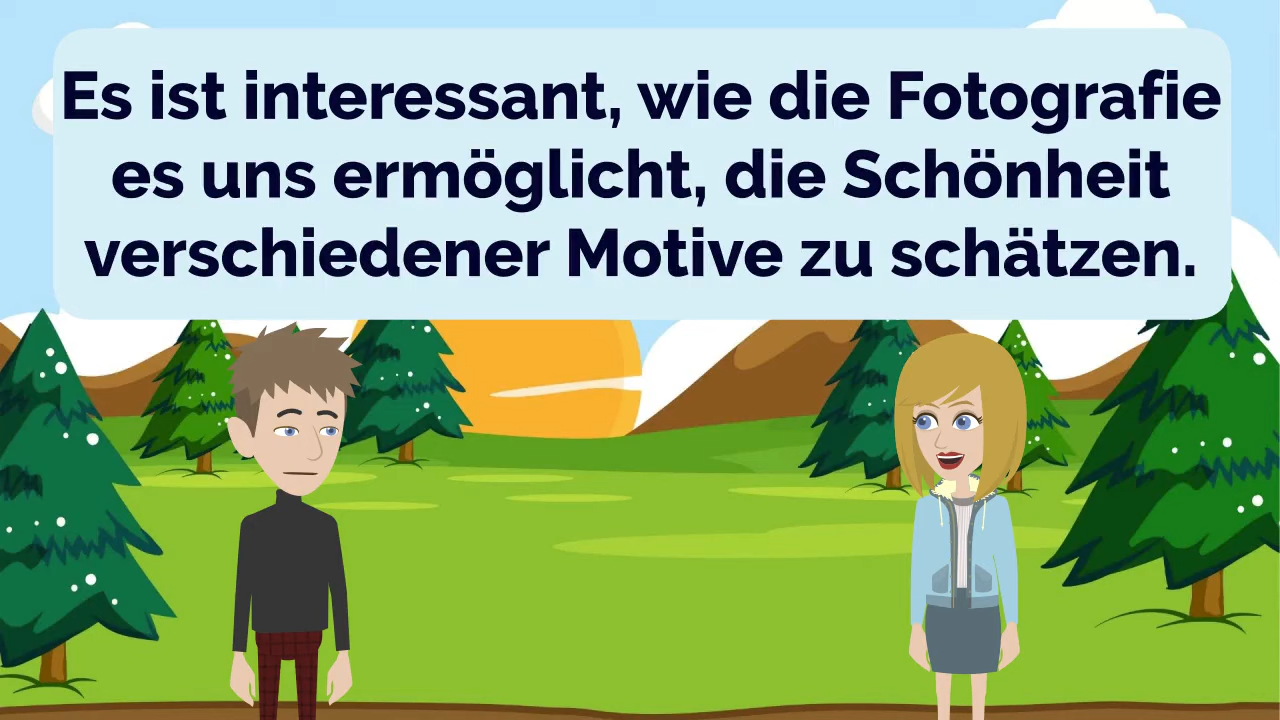 Es ist interessant, wie die Fotografie
es uns ermöglicht, die Schönheit
verschiedener Motive zu schätzen.